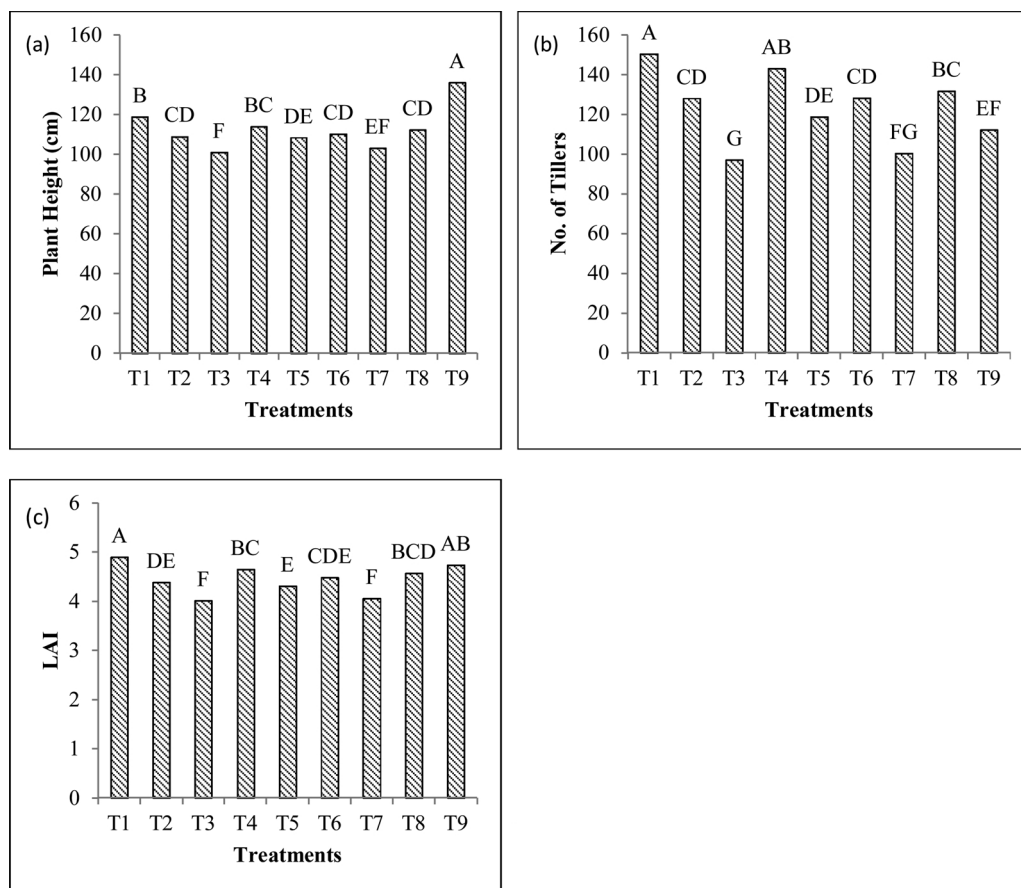 (a)
Plant Height (cm)
160
140
120
100
80
60
40
20
0
B
CD
F
BC
DE
CD
EF
CD
A
T1 T2 T3 T4 T5 T6 T7 T8 T9
Treatments
(b)
No. of Tillers
160
140
120
100
80
60
40
20
0
A
CD
G
AB
DE
CD
FG
BC
EF
T1 T2 T3 T4 T5 T6 T7 T8 T9
Treatments
(c)
LAI
6
5
4
3
2
1
0
A
DE
F
BC
E
CDE
F
BCD
AB
T1 T2 T3 T4 T5 T6 T7 T8 T9
Treatments